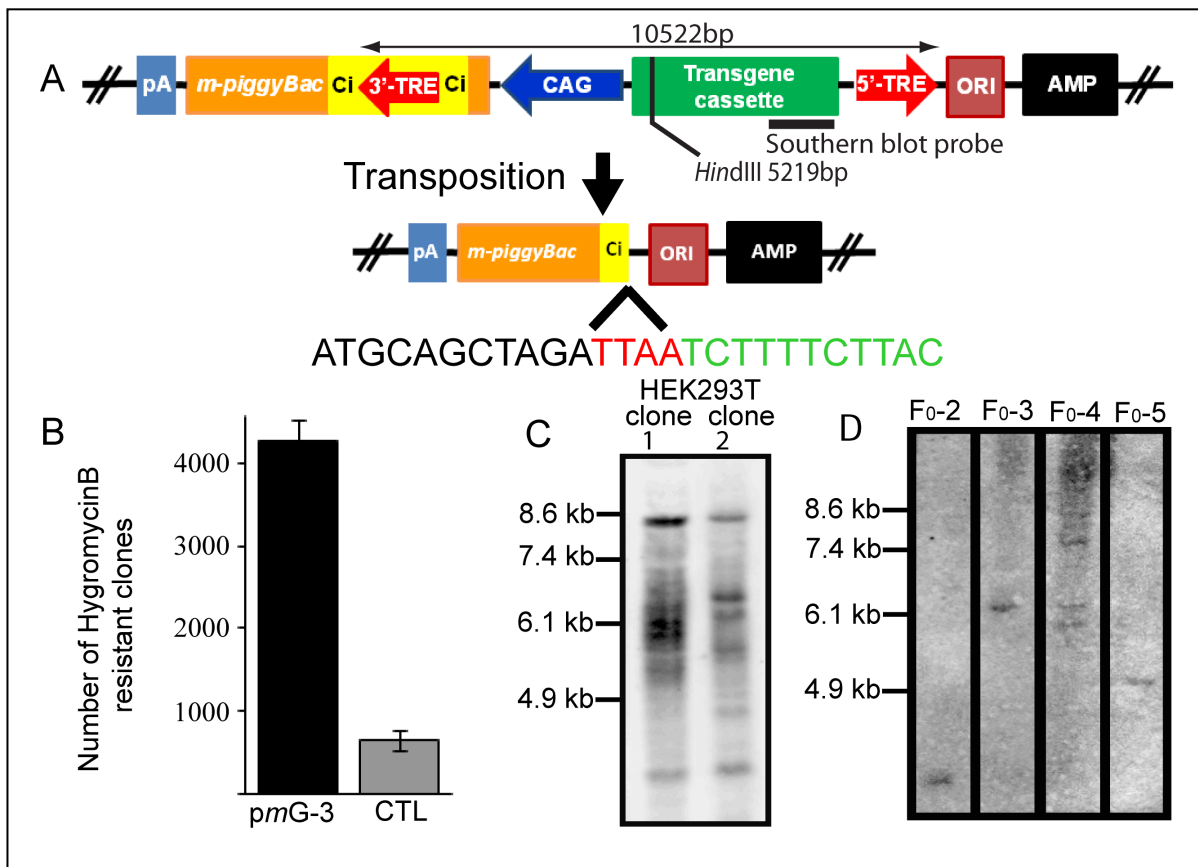 A
10522bp
pA
m-piggyBac
Ci
3'-TRE
Ci
CAG
Transgene
cassette
5'-TRE
ORI
AMP
Southern blot probe
HindIII 5219bp
Transposition
pA
m-piggyBac
Ci
ORI
AMP
ATGCAGCTAGATTAATCTTTTCTTAC
B
Number of HygromycinB
resistant clones
4000
3000
2000
1000
pmG-3
CTL
C
HEK293T
clone clone
1 2
8.6 kb
7.4 kb
6.1 kb
4.9 kb
D
F0-2 F0-3 F0-4 F0-5
8.6 kb
7.4 kb
6.1 kb
4.9 kb